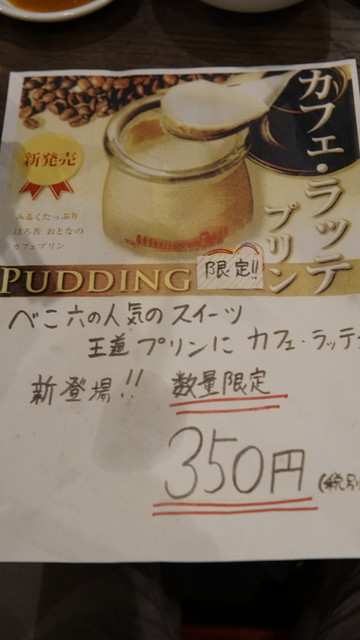 カフェ・ラッテ
プリン
新発売
みるくたっぷり
ほろ苦 おとなの
カフェプリン
PUDDING
限定!!
べこ六の人気のスイーツ
王道プリンに カフェ・ラッテ
新登場!! 数量限定
350円
(税別